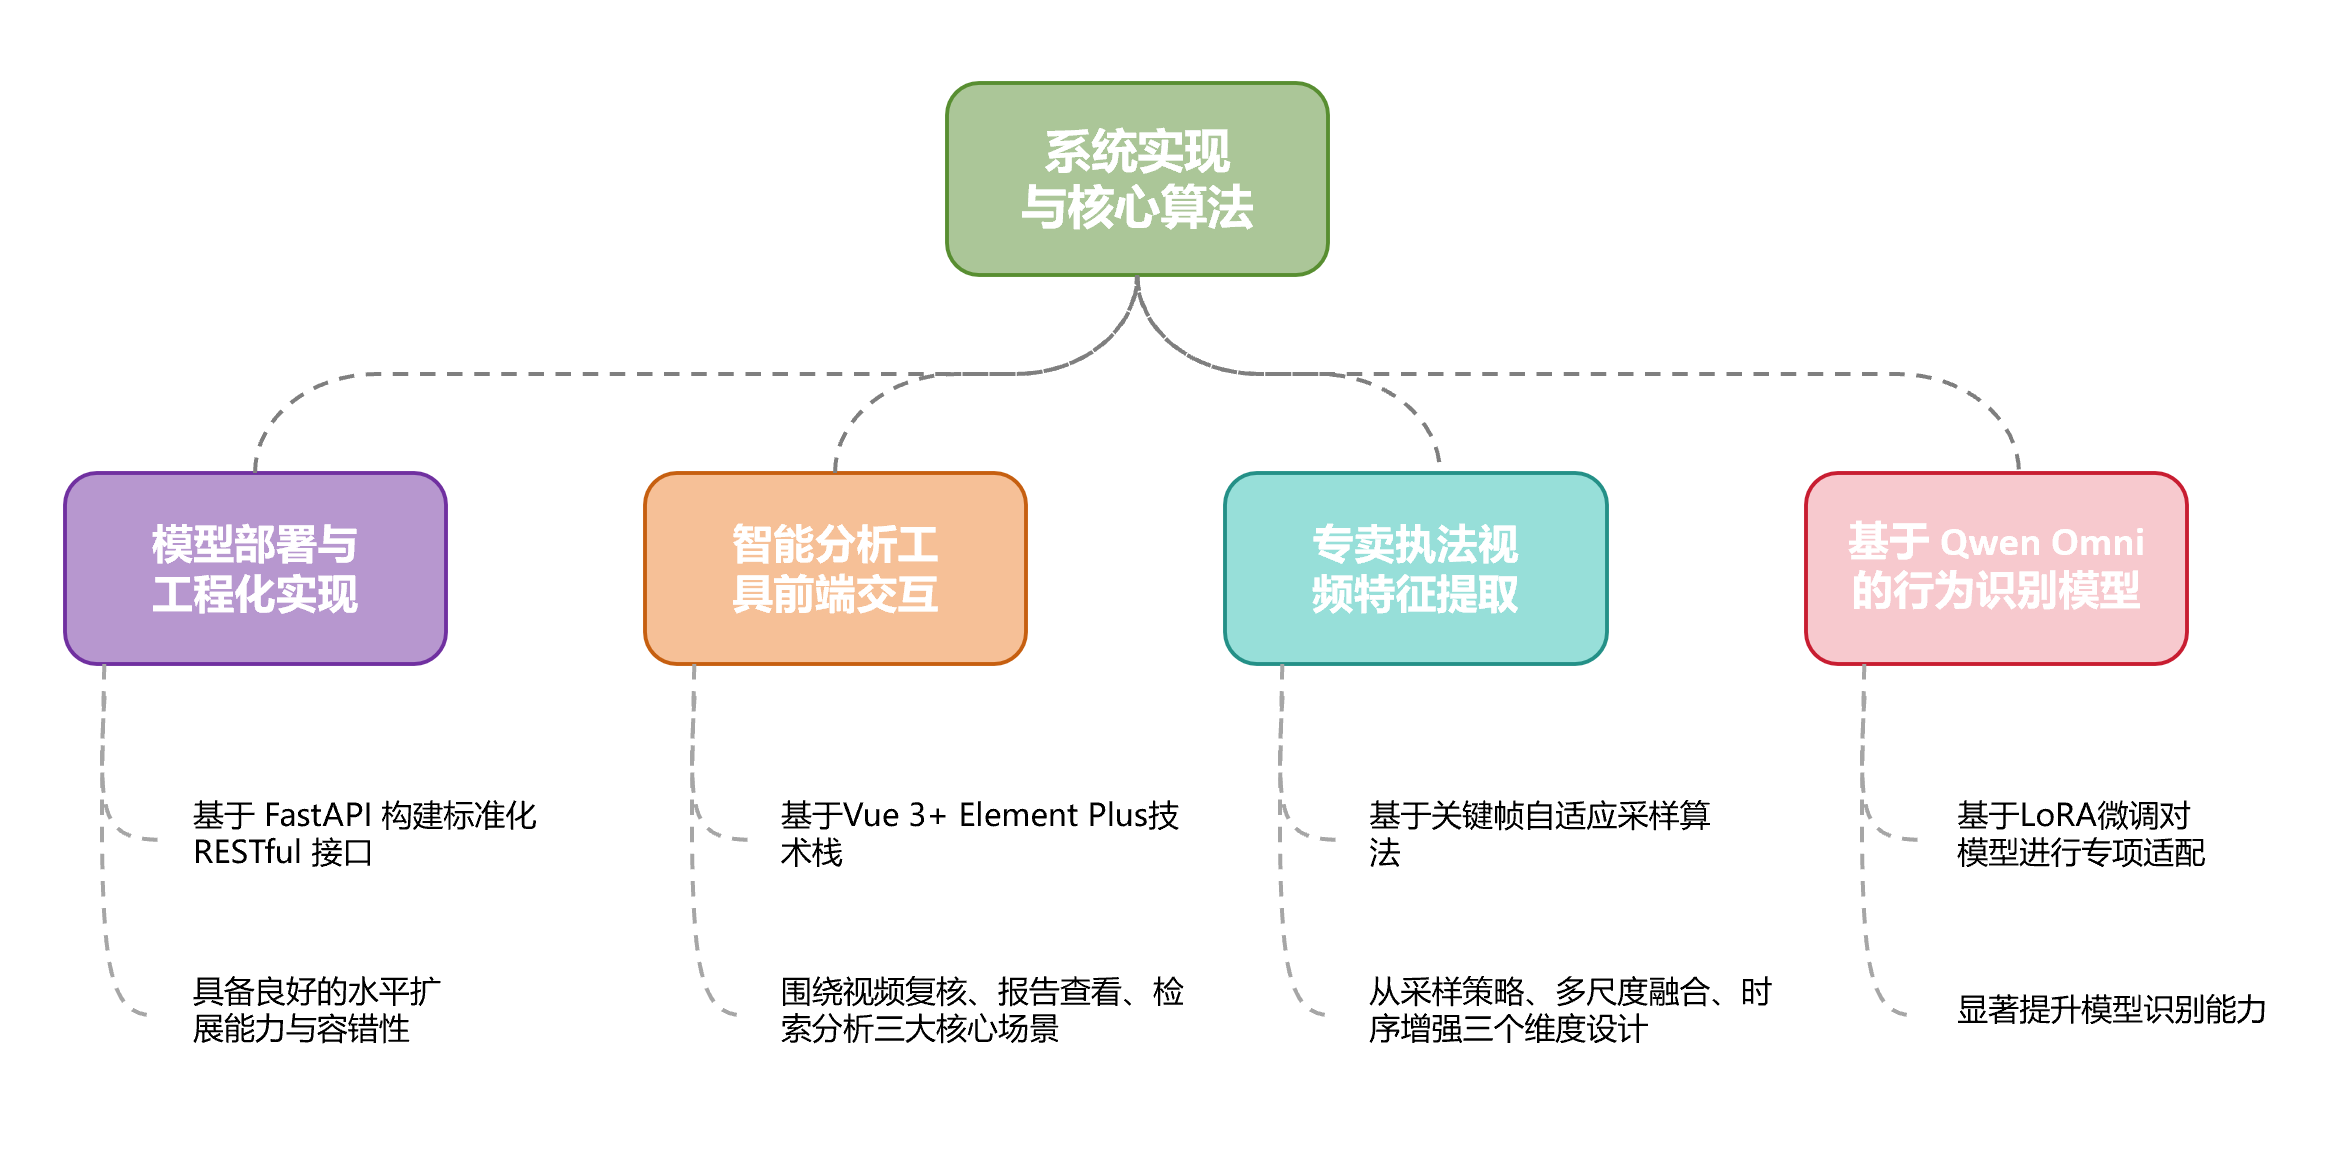 系统实现
与核心算法
模型部署与
工程化实现
智能分析工
具前端交互
专卖执法视
频特征提取
基于 Qwen Omni
的行为识别模型
基于 FastAPI 构建标准化
RESTful 接口
具备良好的水平扩
展能力与容错性
基于Vue 3+ Element Plus技
术栈
围绕视频复核、报告查看、检
索分析三大核心场景
基于关键帧自适应采样算
法
从采样策略、多尺度融合、时
序增强三个维度设计
基于LoRA微调对
模型进行专项适配
显著提升模型识别能力